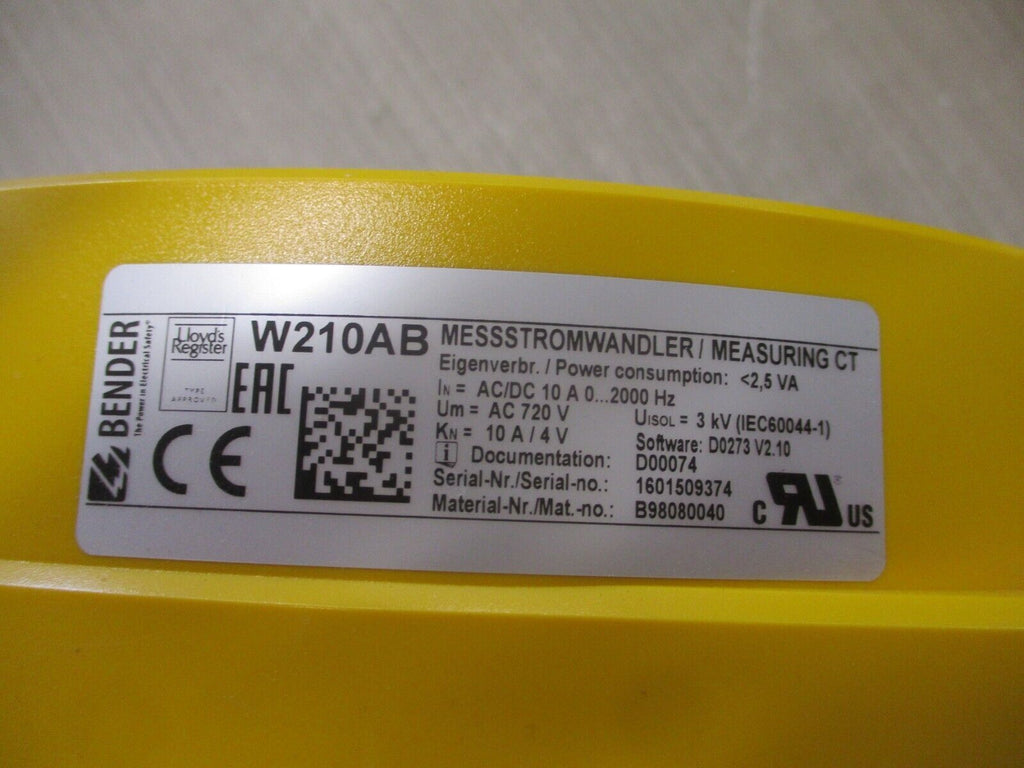 BENDER
The Power in Electrical Safety®
Lloyd's
Register
TYPE
APPROVED
W210AB
EAC
CE
MESSSTROMWANDLER / MEASURING CT
Eigenverbr. / Power consumption: <2,5 VA
IN = AC/DC 10 A 0...2000 Hz
Um = AC 720 V
UISOL = 3 kV (IEC60044-1)
KN = 10 A / 4 V
Software: D0273 V2.10
i Documentation: D00074
Serial-Nr./Serial-no.: 1601509374
Material-Nr./Mat.-no.: B98080040
C RU® US